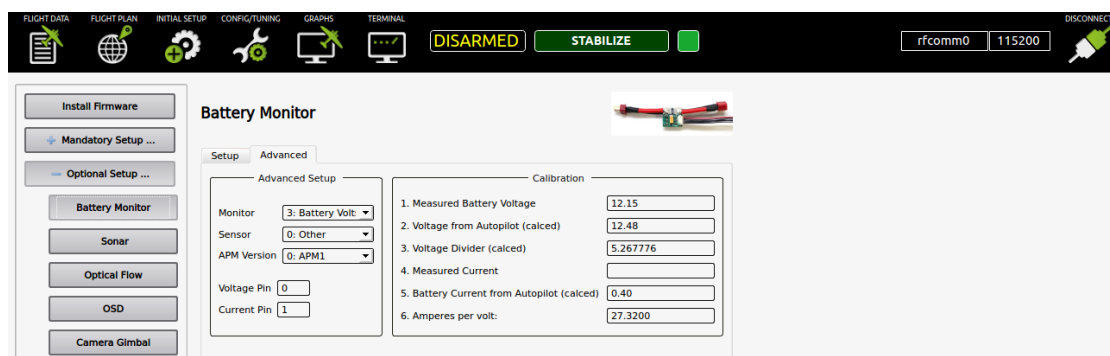 FLIGHT DATA FLIGHT PLAN INITIAL SETUP CONFIG/TUNING GRAPHS TERMINAL DISCONNECT
DISARMED STABILIZE rfcomm0 115200
Install Firmware
Mandatory Setup ...
Optional Setup ...
Battery Monitor
Sonar
Optical Flow
OSD
Camera Gimbal
Battery Monitor
Setup Advanced
Advanced Setup
Monitor 3: Battery Volt:
Sensor 0: Other
APM Version 0: APM1
Voltage Pin 0
Current Pin 1
Calibration
1. Measured Battery Voltage 12.15
2. Voltage from Autopilot (calced) 12.48
3. Voltage Divider (calced) 5.267776
4. Measured Current
5. Battery Current from Autopilot (calced) 0.40
6. Amperes per volt: 27.3200